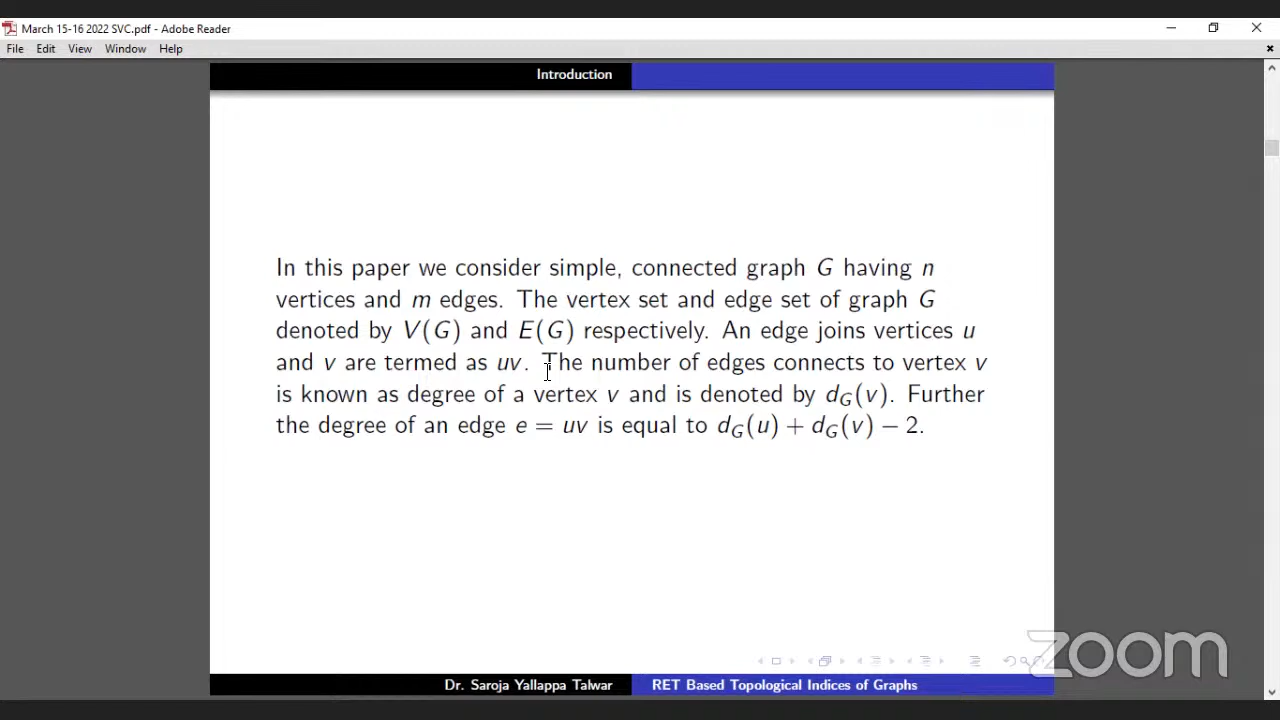 March 15-16 2022 SVC.pdf - Adobe Reader
File Edit View Window Help
Introduction
In this paper we consider simple, connected graph G having n
vertices and m edges. The vertex set and edge set of graph G
denoted by V(G) and E(G) respectively. An edge joins vertices u
and v are termed as uv. The number of edges connects to vertex v
is known as degree of a vertex v and is denoted by d_G(v). Further
the degree of an edge e = uv is equal to d_G(u) + d_G(v) − 2.
zoom
Dr. Saroja Yallappa Talwar RET Based Topological Indices of Graphs